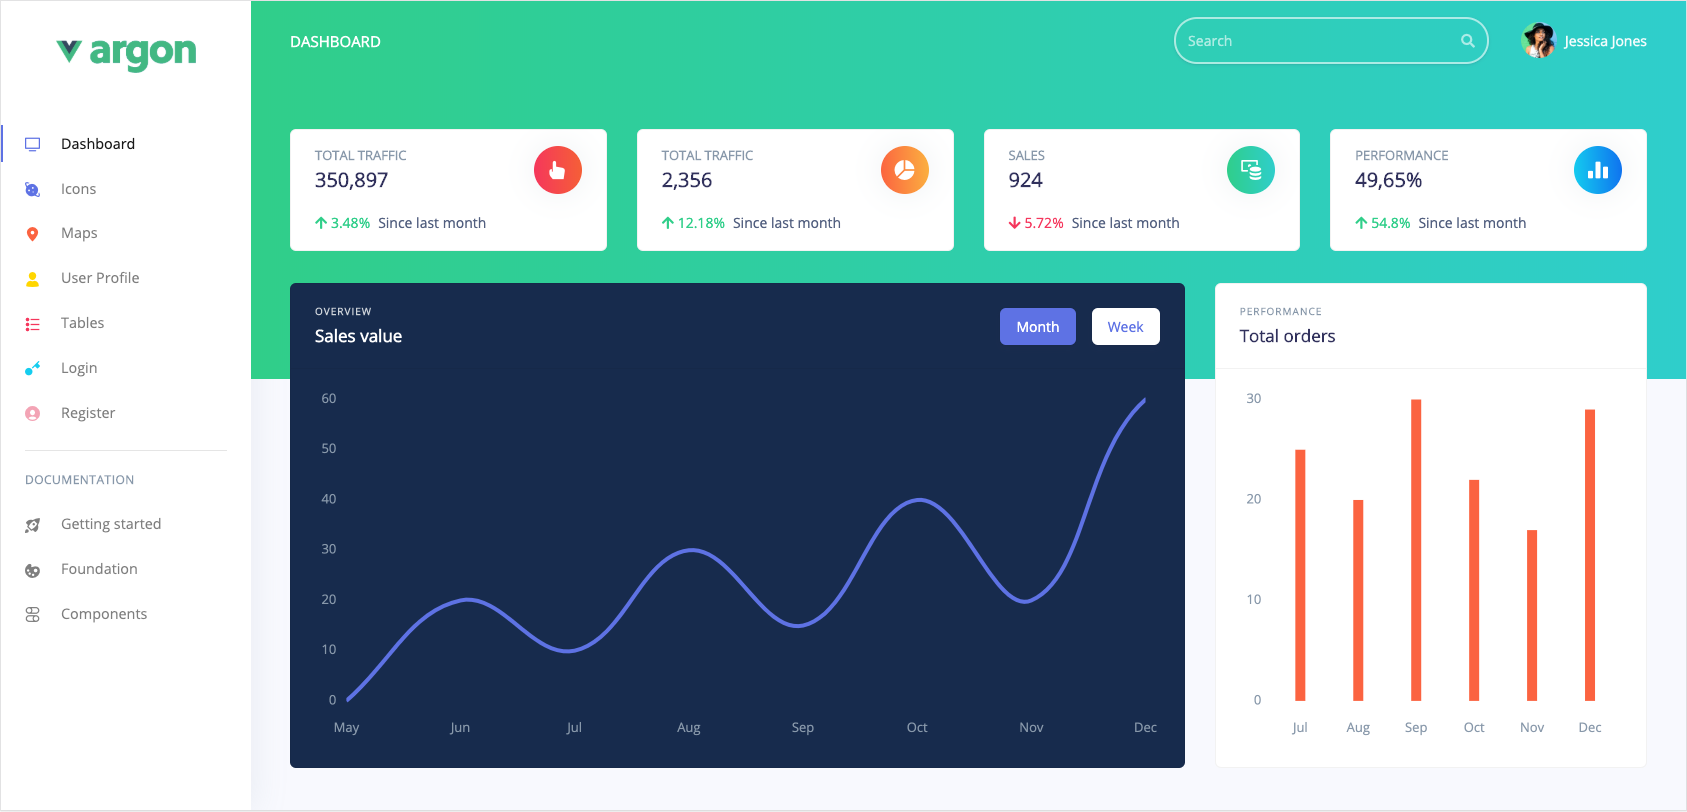 argon
Dashboard
Icons
Maps
User Profile
Tables
Login
Register
DOCUMENTATION
Getting started
Foundation
Components
DASHBOARD
Search
Jessica Jones
TOTAL TRAFFIC
350,897
3.48% Since last month
TOTAL TRAFFIC
2,356
12.18% Since last month
SALES
924
5.72% Since last month
PERFORMANCE
49,65%
54.8% Since last month
OVERVIEW
Sales value
Month Week
60
50
40
30
20
10
0
May Jun Jul Aug Sep Oct Nov Dec
PERFORMANCE
Total orders
30
20
10
0
Jul Aug Sep Oct Nov Dec